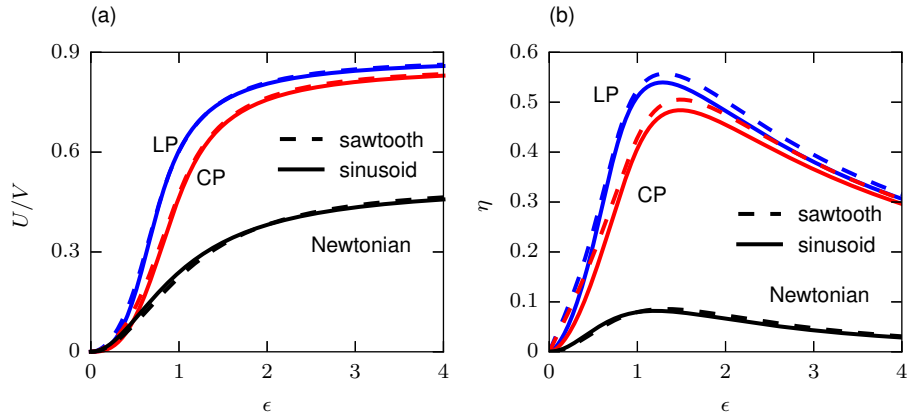 (a)
0.9
0.6
0.3
0
U/V
LP
CP
sawtooth
sinusoid
Newtonian
0 1 2 3 4
ϵ
(b)
0.6
0.5
0.4
0.3
0.2
0.1
0
η
LP
CP
sawtooth
sinusoid
Newtonian
0 1 2 3 4
ϵ